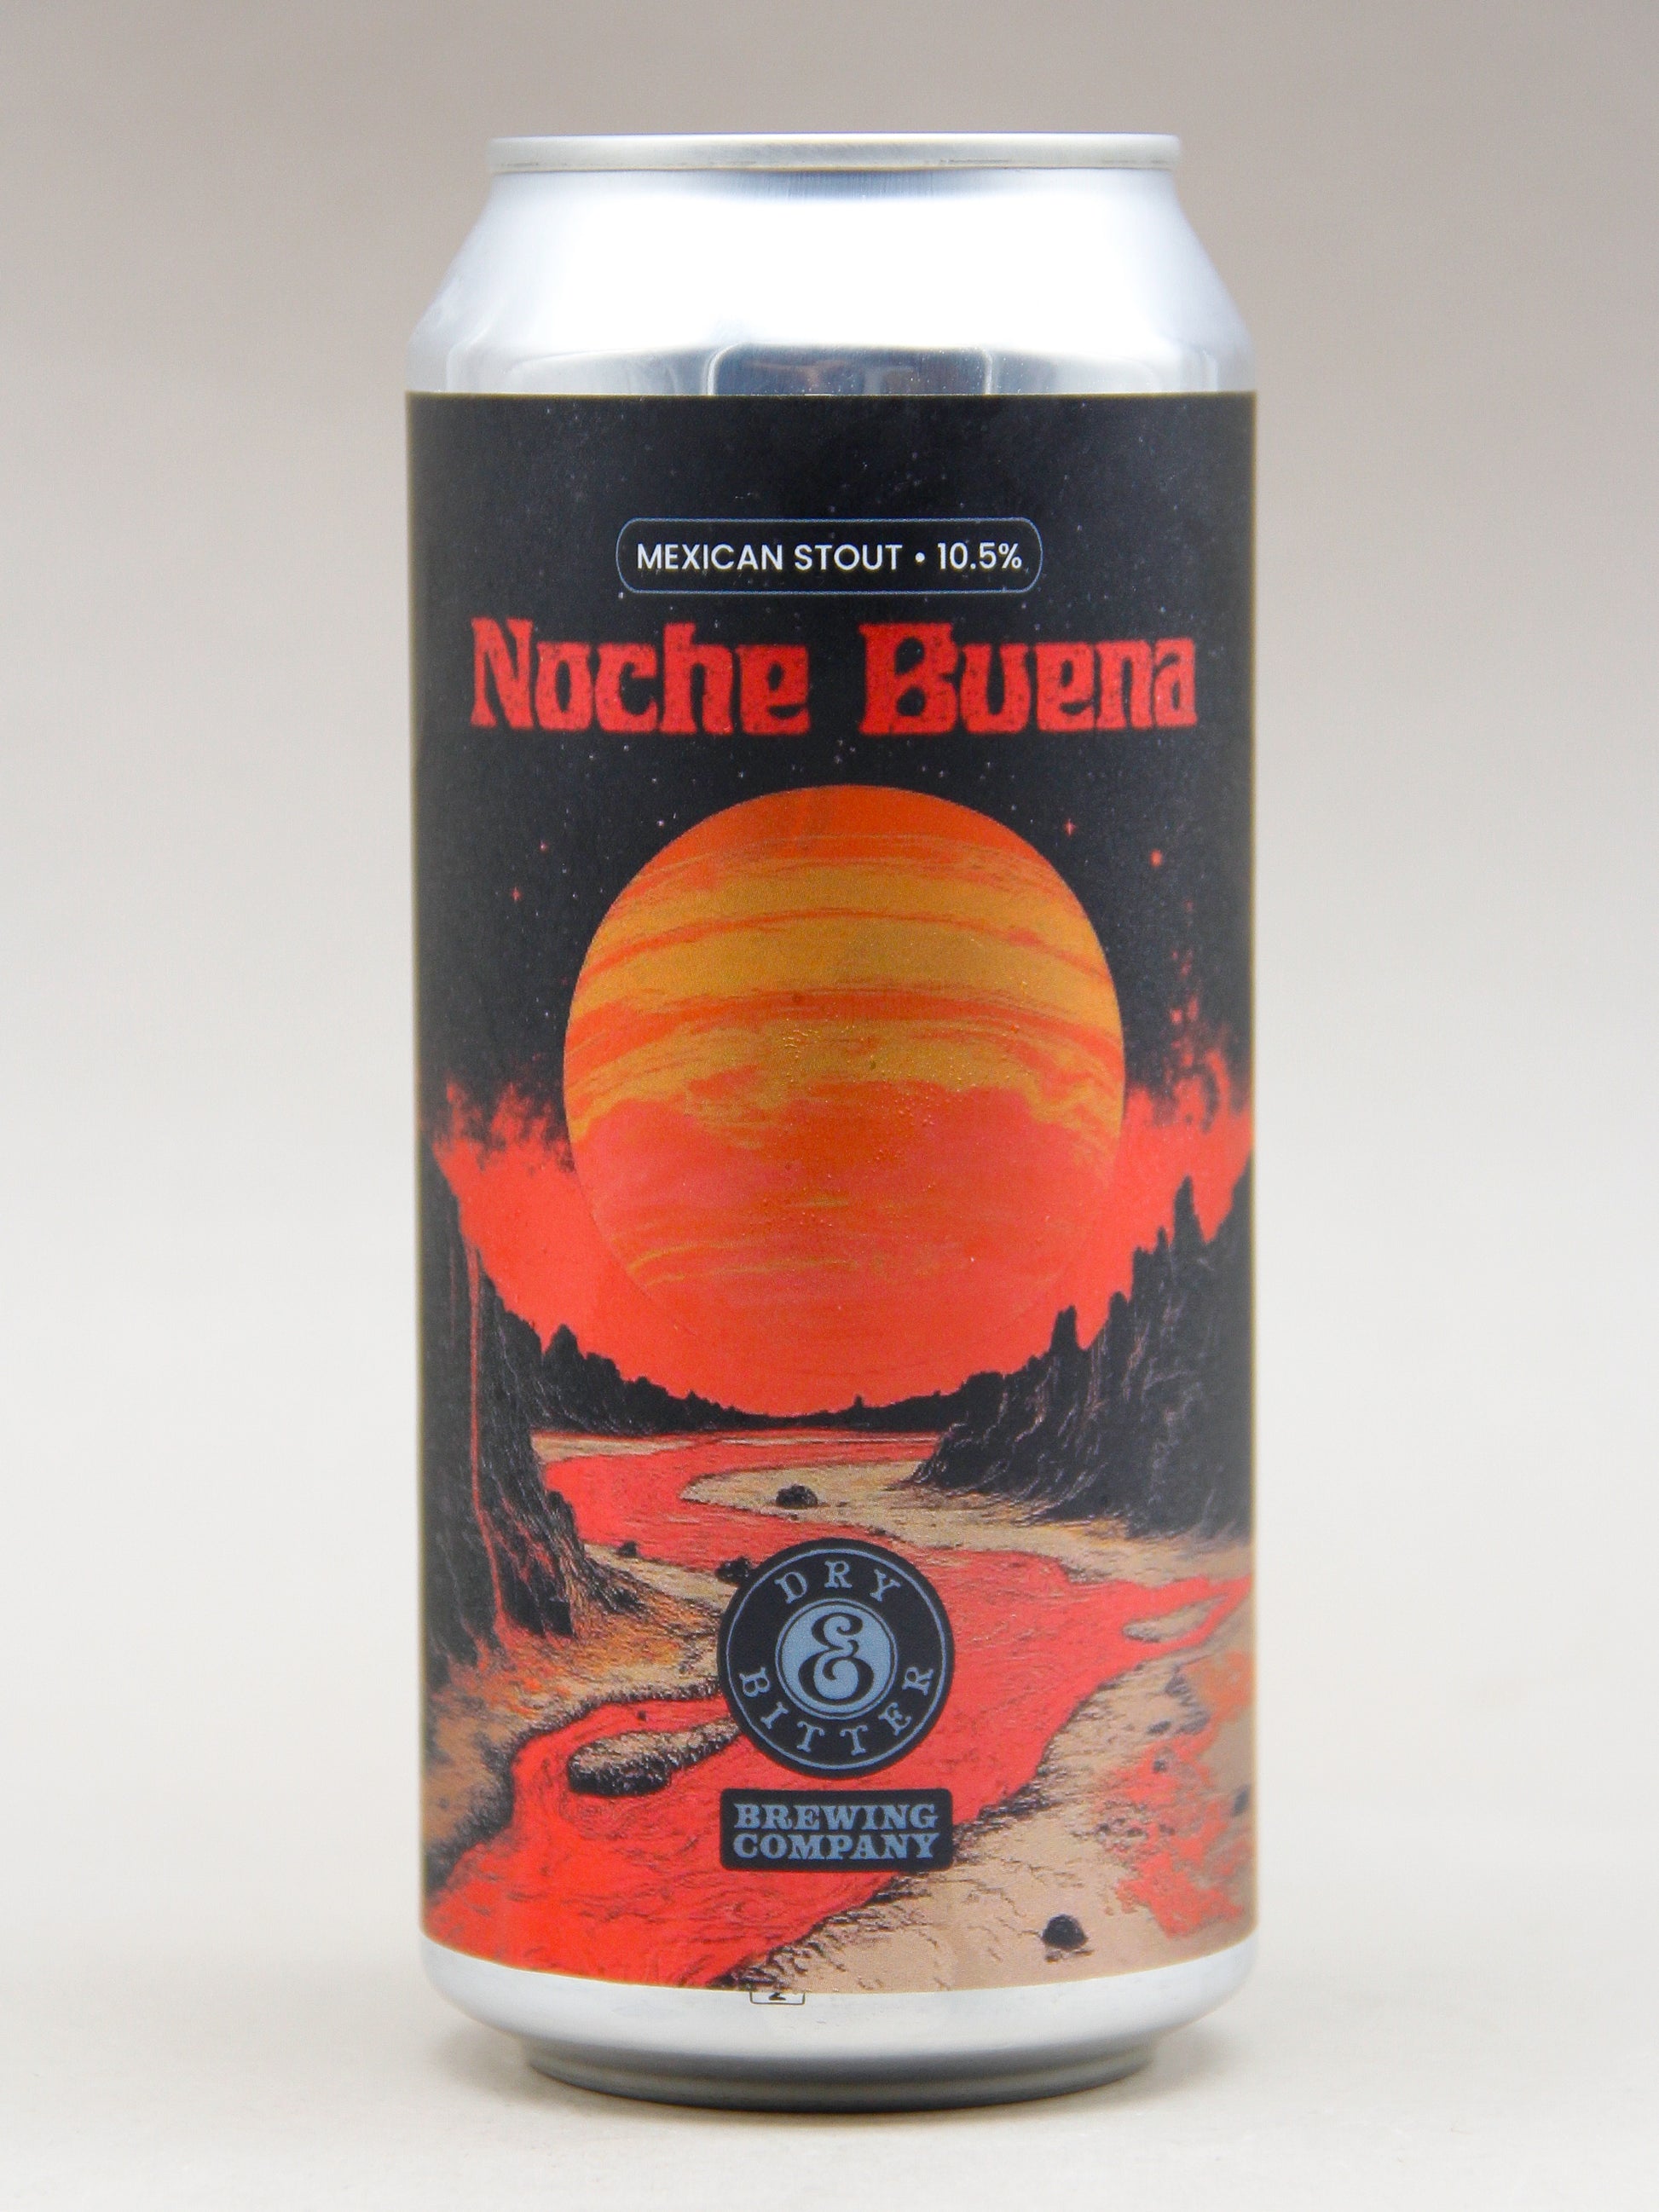 MEXICAN STOUT • 10.5%
Noche Buena
DRY
&
BITTER
BREWING
COMPANY